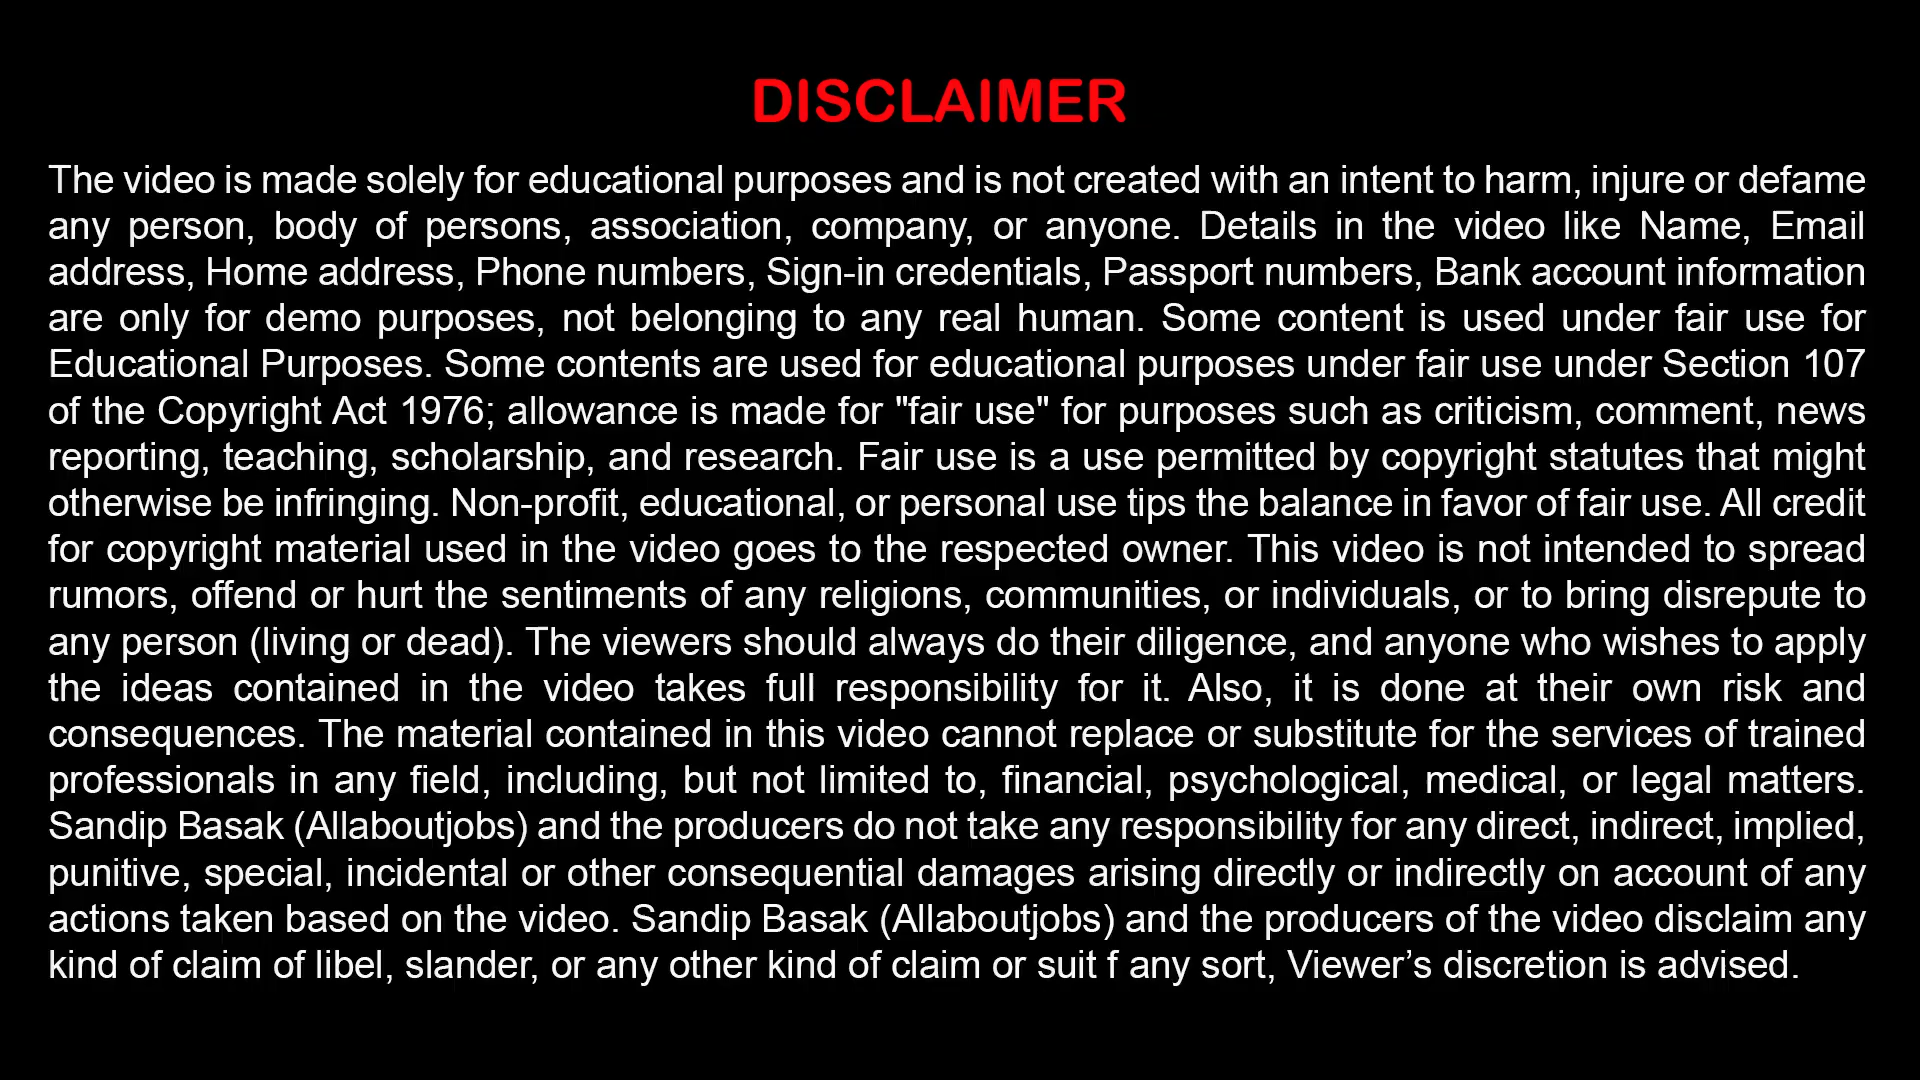 DISCLAIMER
The video is made solely for educational purposes and is not created with an intent to harm, injure or defame
any person, body of persons, association, company, or anyone. Details in the video like Name, Email
address, Home address, Phone numbers, Sign-in credentials, Passport numbers, Bank account information
are only for demo purposes, not belonging to any real human. Some content is used under fair use for
Educational Purposes. Some contents are used for educational purposes under fair use under Section 107
of the Copyright Act 1976; allowance is made for "fair use" for purposes such as criticism, comment, news
reporting, teaching, scholarship, and research. Fair use is a use permitted by copyright statutes that might
otherwise be infringing. Non-profit, educational, or personal use tips the balance in favor of fair use. All credit
for copyright material used in the video goes to the respected owner. This video is not intended to spread
rumors, offend or hurt the sentiments of any religions, communities, or individuals, or to bring disrepute to
any person (living or dead). The viewers should always do their diligence, and anyone who wishes to apply
the ideas contained in the video takes full responsibility for it. Also, it is done at their own risk and
consequences. The material contained in this video cannot replace or substitute for the services of trained
professionals in any field, including, but not limited to, financial, psychological, medical, or legal matters.
Sandip Basak (Allaboutjobs) and the producers do not take any responsibility for any direct, indirect, implied,
punitive, special, incidental or other consequential damages arising directly or indirectly on account of any
actions taken based on the video. Sandip Basak (Allaboutjobs) and the producers of the video disclaim any
kind of claim of libel, slander, or any other kind of claim or suit f any sort, Viewer’s discretion is advised.